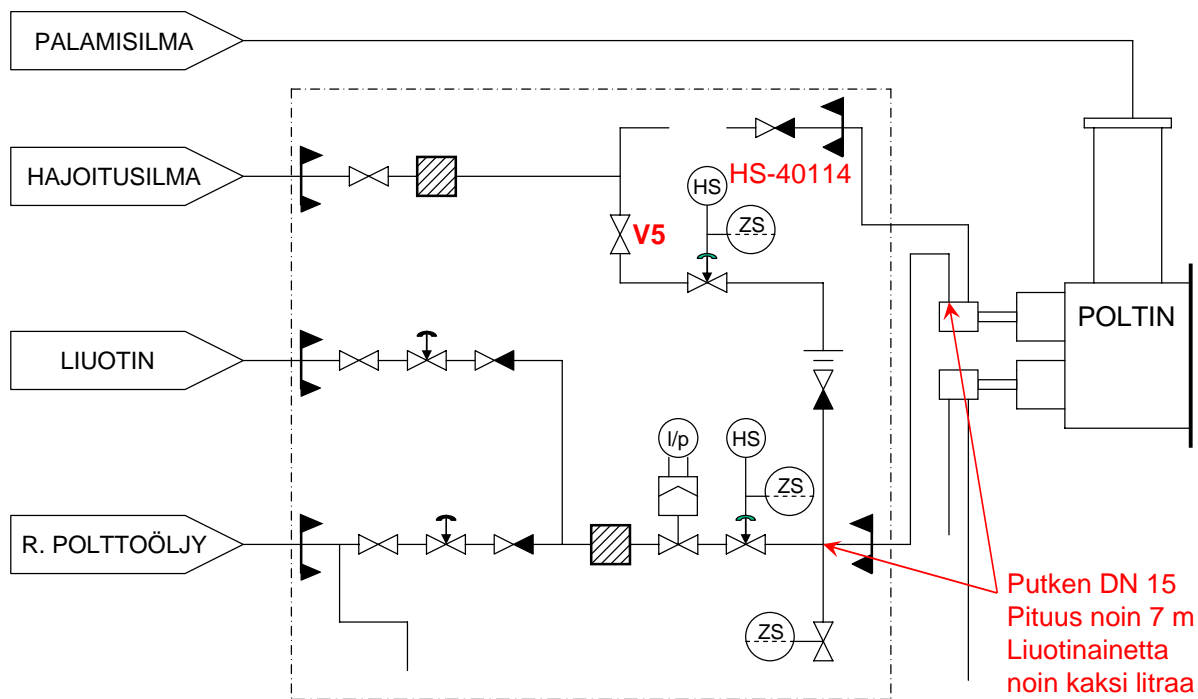 PALAMISILMA
HAJOITUSILMA
HS-40114
HS
ZS
V5
LIUOTIN
POLTIN
I/p
HS
ZS
R. POLTTOÖLJY
ZS
Putken DN 15
Pituus noin 7 m
Liuotinainetta
noin kaksi litraa